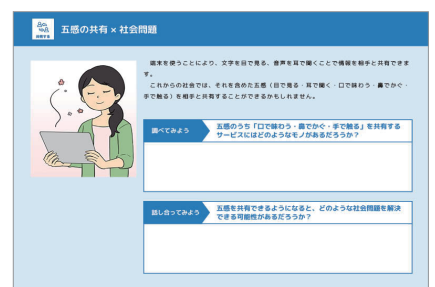 五感の共有 × 社会問題
端末を使うことにより、文字を目で見る、音声を耳で聞くことで情報を相手と共有できま
す。
これからの社会では、それを含めた五感（目で見る・耳で聞く・口で味わう・鼻でかぐ・
手で触る）を相手と共有することができるかもしれません。
調べてみよう
五感のうち「口で味わう・鼻でかぐ・手で触る」を共有する
サービスにはどのようなモノがあるだろうか？
話し合ってみよう
五感を共有できるようになると、どのような社会問題を解決
できる可能性があるだろうか？